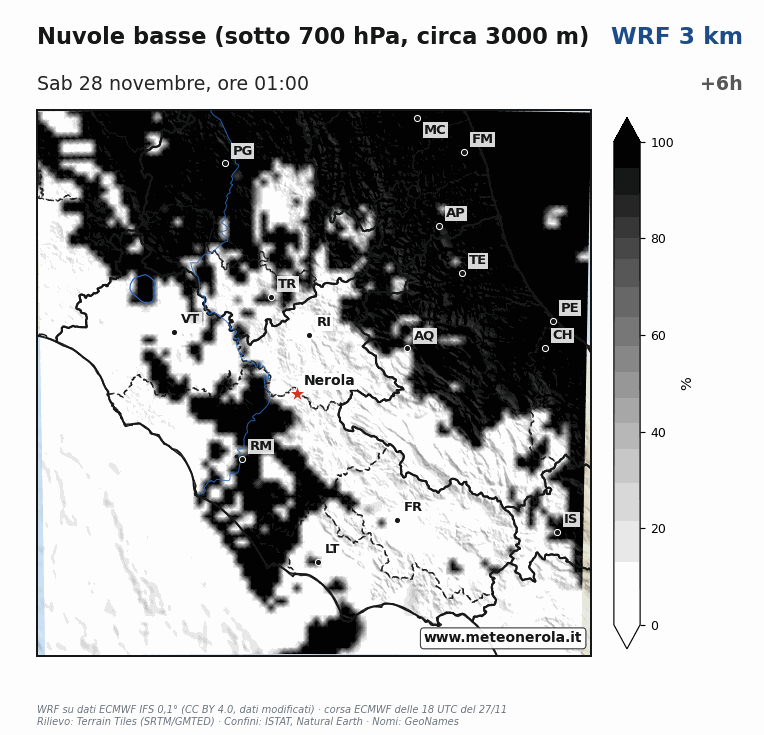 Nuvole basse (sotto 700 hPa, circa 3000 m) WRF 3 km
Sab 28 novembre, ore 01:00 +6h
MC
FM
PG
AP
TE
TR
PE
VT
RI
AQ
CH
Nerola
RM
FR
IS
LT
www.meteonerola.it
100
80
60
40
20
0
%
WRF su dati ECMWF IFS 0,1° (CC BY 4.0, dati modificati) · corsa ECMWF delle 18 UTC del 27/11
Rilievo: Terrain Tiles (SRTM/GMTED) · Confini: ISTAT, Natural Earth · Nomi: GeoNames